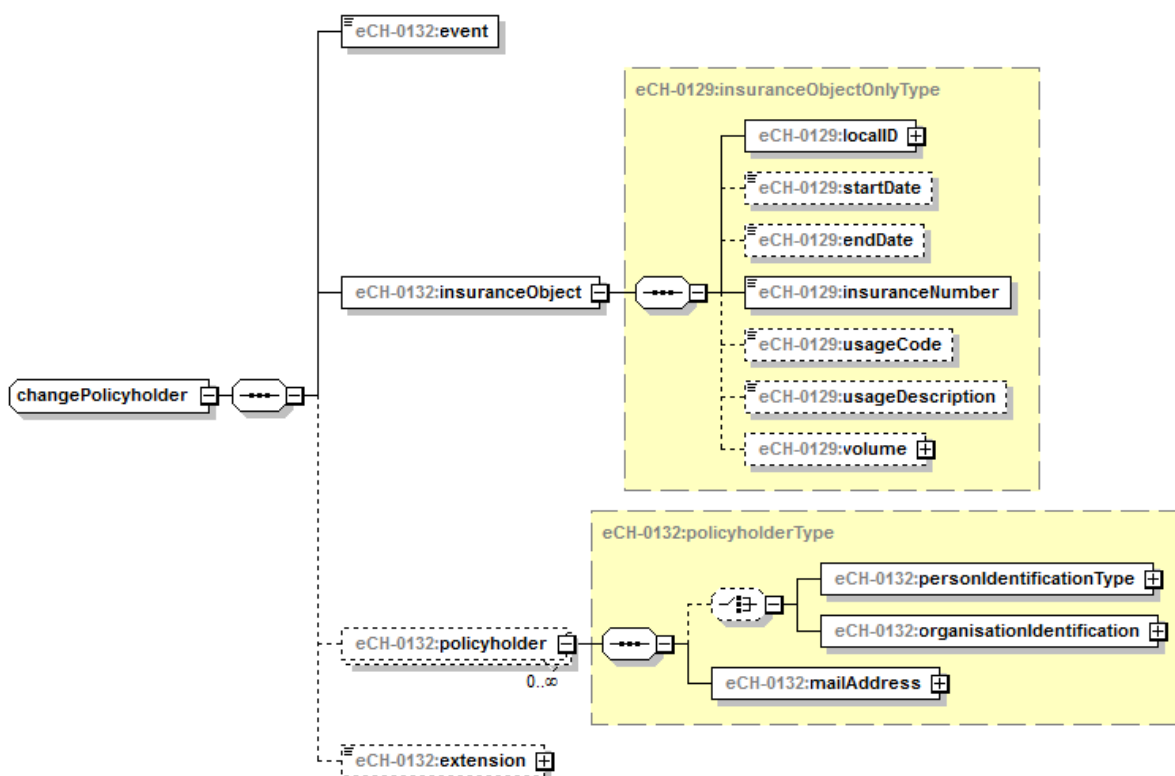 eCH-0132:event
eCH-0129:insuranceObjectOnlyType
eCH-0129:localID
eCH-0129:startDate
eCH-0129:endDate
eCH-0132:insuranceObject
eCH-0129:insuranceNumber
eCH-0129:usageCode
changePolicyholder
eCH-0129:usageDescription
eCH-0129:volume
eCH-0132:policyholderType
eCH-0132:personIdentificationType
eCH-0132:organisationIdentification
eCH-0132:policyholder
0..∞
eCH-0132:mailAddress
eCH-0132:extension